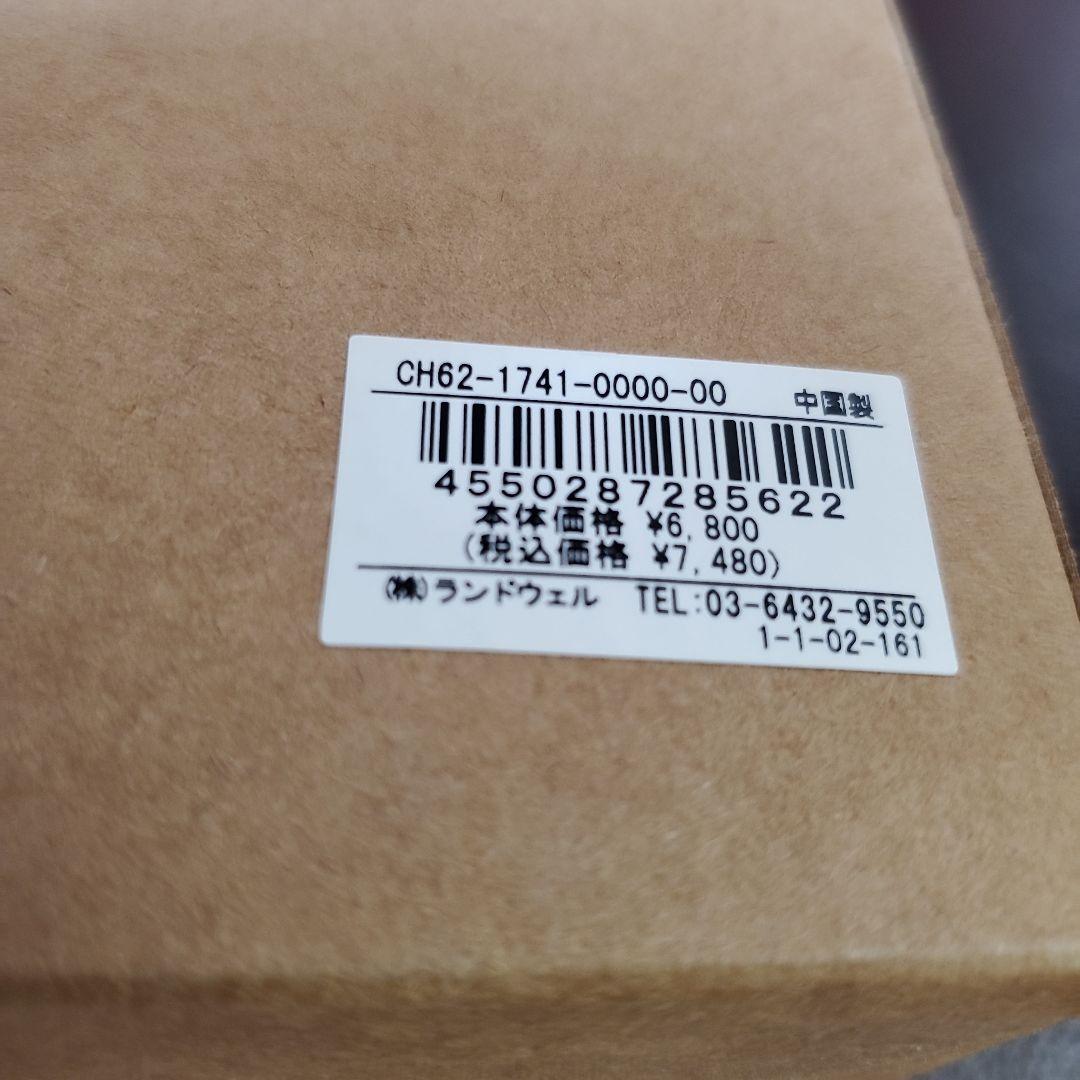 CH62-1741-0000-00 中国製
4550287285622
本体価格 ¥6,800
(税込価格 ¥7,480)
(株)ランドウェル TEL:03-6432-9550
1-1-02-161